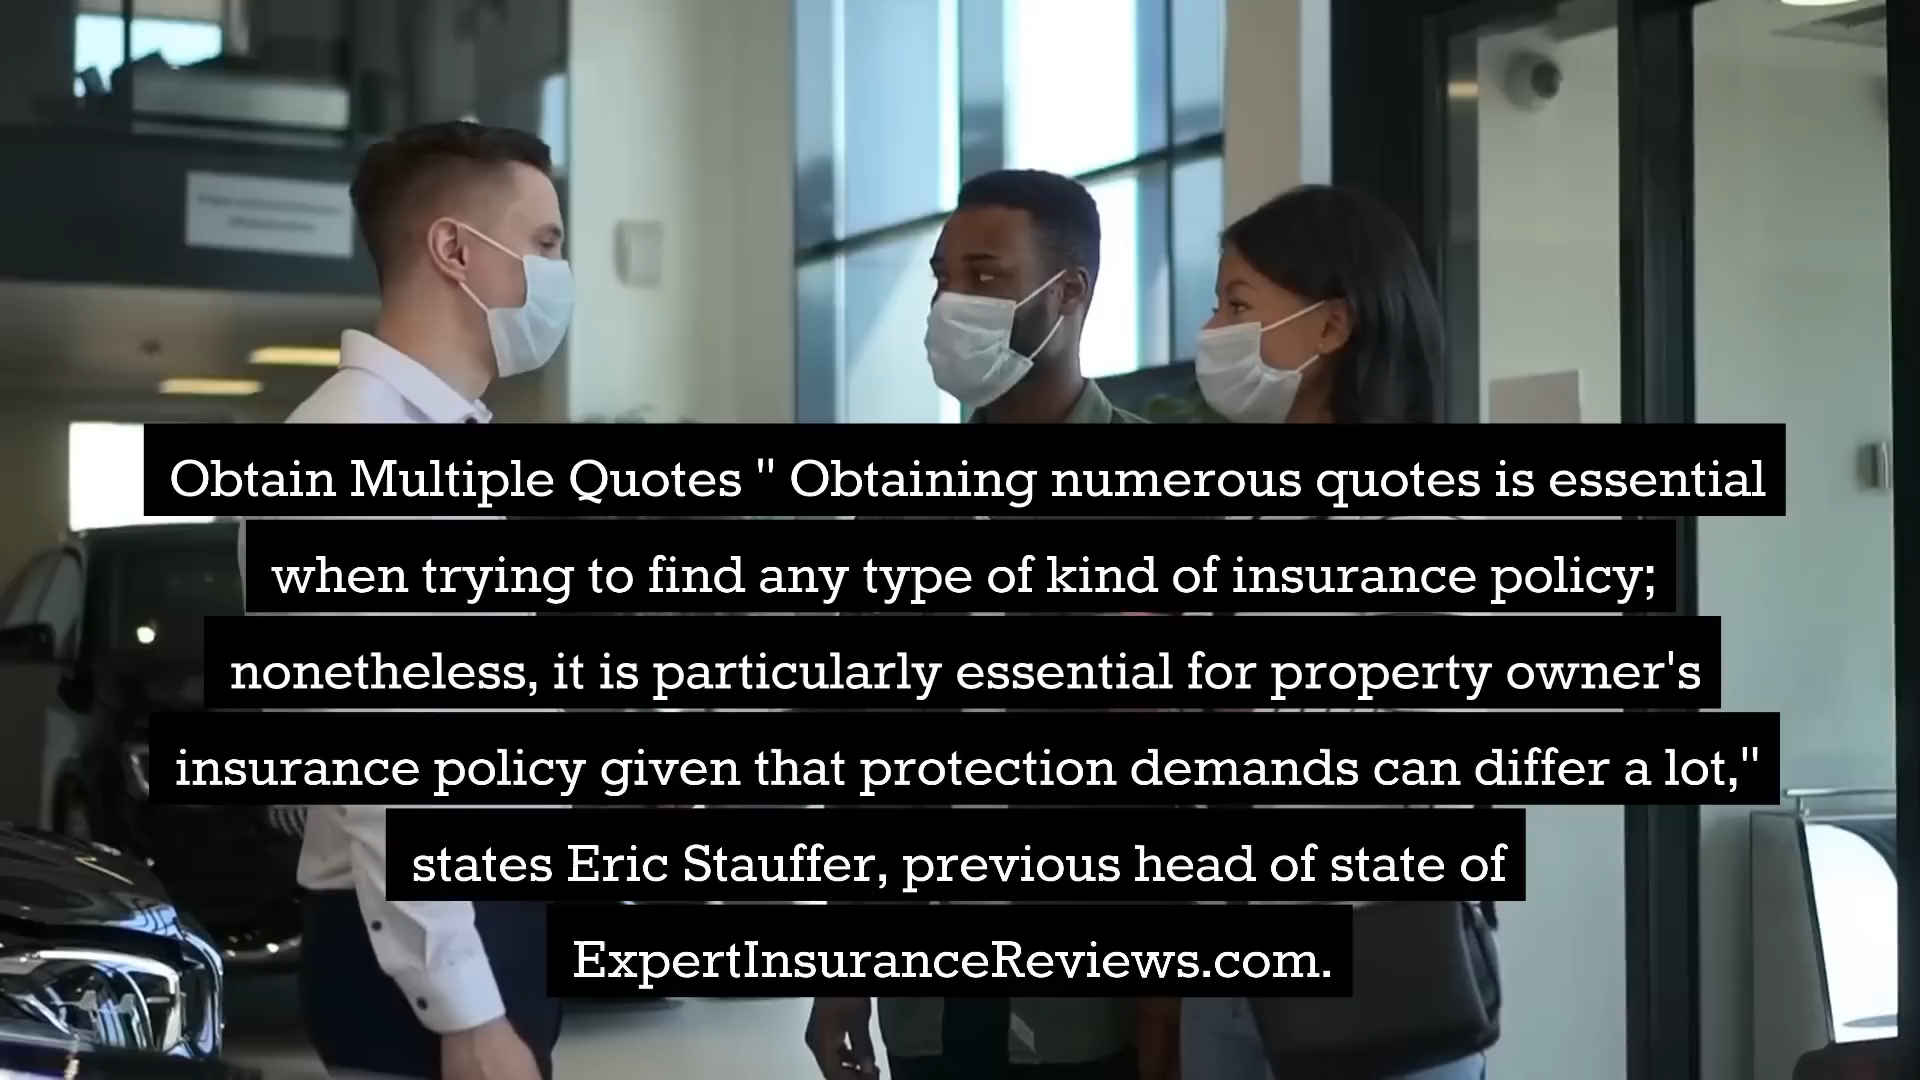 Obtain Multiple Quotes " Obtaining numerous quotes is essential
when trying to find any type of kind of insurance policy;
nonetheless, it is particularly essential for property owner's
insurance policy given that protection demands can differ a lot,"
states Eric Stauffer, previous head of state of
ExpertInsuranceReviews.com.